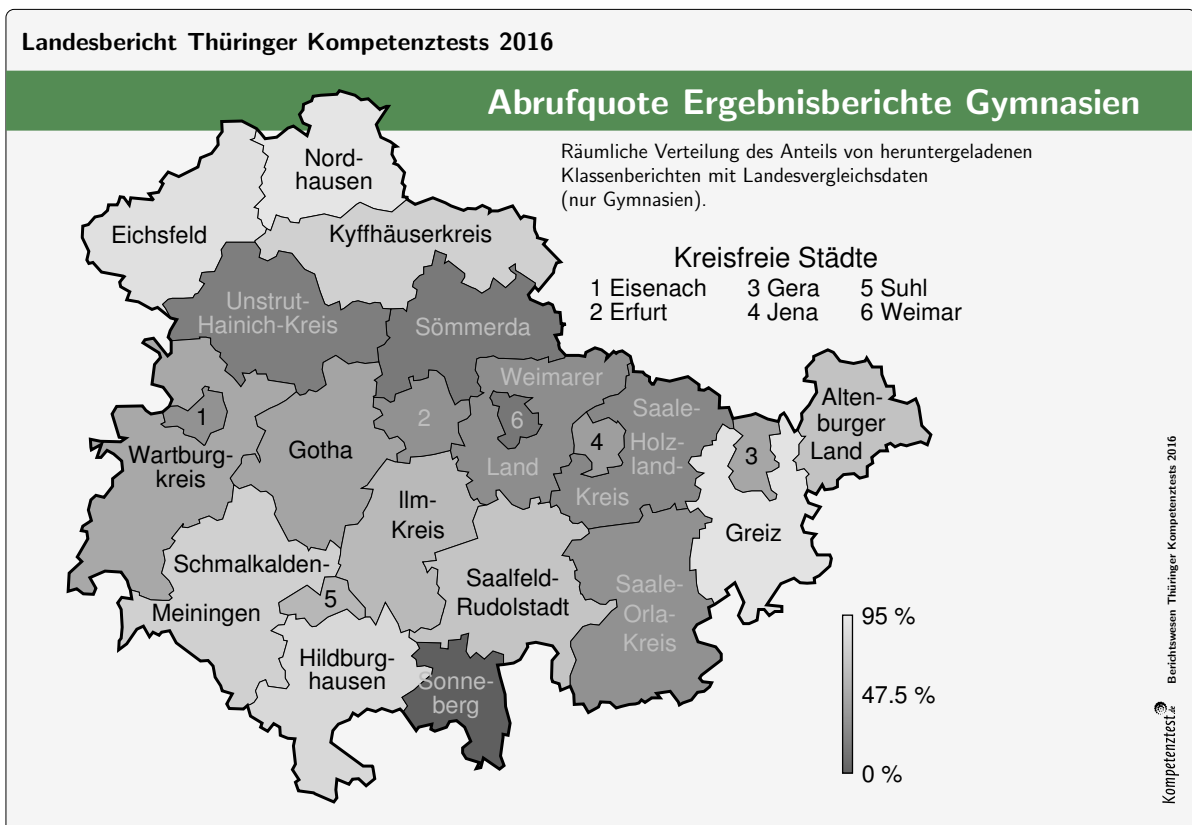 Landesbericht Thüringer Kompetenztests 2016
Abrufquote Ergebnisberichte Gymnasien
Räumliche Verteilung des Anteils von heruntergeladenen
Klassenberichten mit Landesvergleichsdaten
(nur Gymnasien).
Kreisfreie Städte
1 Eisenach 3 Gera 5 Suhl
2 Erfurt 4 Jena 6 Weimar
Nord-
hausen
Eichsfeld
Kyffhäuserkreis
Unstrut-
Hainich-Kreis
Sömmerda
Weimarer
Land
1
2
6
4
3
5
Saale-
Holz-
land-
Kreis
Alten-
burger
Land
Wartburg-
kreis
Gotha
Ilm-
Kreis
Greiz
Schmalkalden-
Meiningen
Saalfeld-
Rudolstadt
Saale-
Orla-
Kreis
Hildburg-
hausen
Sonne-
berg
95 %
47.5 %
0 %
Kompetenztest.de
Berichtswesen Thüringer Kompetenztests 2016